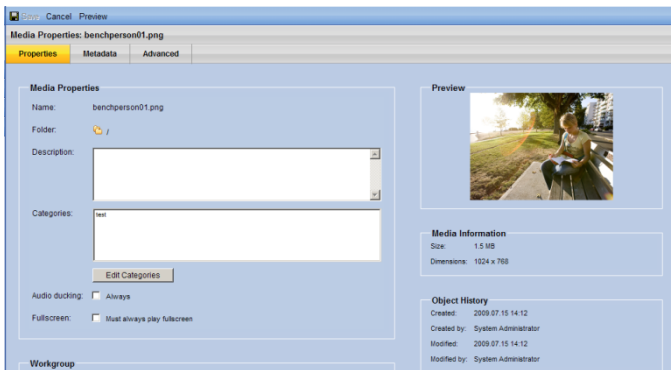 Save Cancel Preview
Media Properties: benchperson01.png
Properties Metadata Advanced
Media Properties
Name: benchperson01.png
Folder: /
Description:
Categories: test
Edit Categories
Audio ducking: Always
Fullscreen: Must always play fullscreen
Workgroup
Preview
Media Information
Size: 1.5 MB
Dimensions: 1024 x 768
Object History
Created: 2009.07.15 14:12
Created by: System Administrator
Modified: 2009.07.15 14:12
Modified by: System Administrator